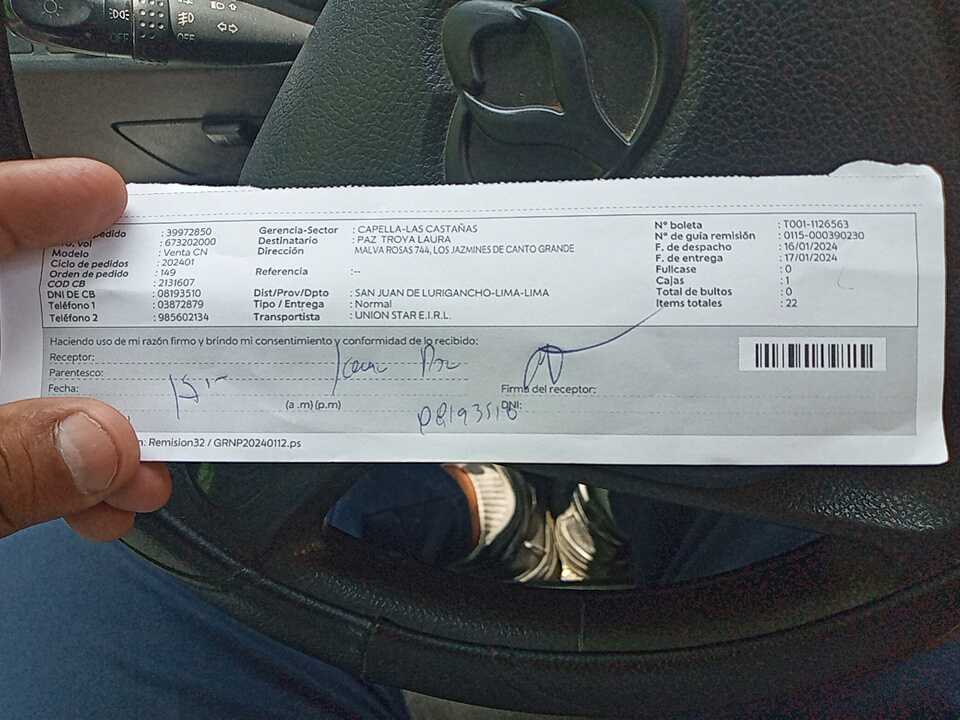 pedido : 39972850
Nro. Vol : 673202000
Modelo : Venta CN
Ciclo de pedidos : 202401
Orden de pedido : 149
COD CB : 2131607
DNI DE CB : 08193510
Teléfono 1 : 03872879
Teléfono 2 : 985602134
Gerencia-Sector : CAPELLA-LAS CASTAÑAS
Destinatario : PAZ TROYA LAURA
Dirección MALVA ROSAS 744, LOS JAZMINES DE CANTO GRANDE
Referencia :--
Dist/Prov/Dpto : SAN JUAN DE LURIGANCHO-LIMA-LIMA
Tipo / Entrega : Normal
Transportista : UNION STAR E.I.R.L.
N° boleta : T001-1126563
N° de guía remisión : 0115-000390230
F. de despacho : 16/01/2024
F. de entrega : 17/01/2024
Fullcase : 0
Cajas : 1
Total de bultos : 0
Items totales : 22
Haciendo uso de mi razón firmo y brindo mi consentimiento y conformidad de lo recibido:
Receptor:
Parentesco:
Fecha:
(a .m) (p.m)
Firma del receptor:
DNI:
08193510
n: Remision32 / GRNP20240112.ps
OFF
OFF